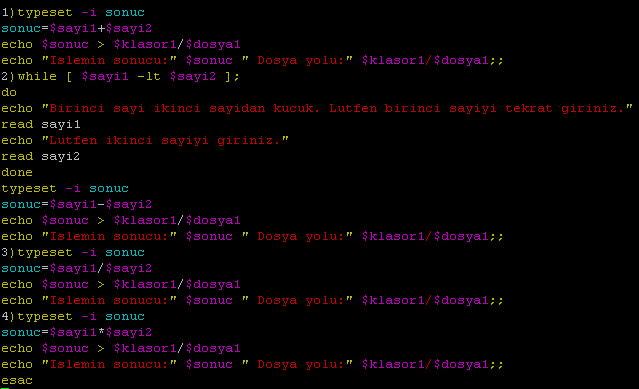 1)typeset -i sonuc
sonuc=$sayi1+$sayi2
echo $sonuc > $klasor1/$dosya1
echo "Islemin sonucu:" $sonuc " Dosya yolu:" $klasor1/$dosya1;;
2)while [ $sayi1 -lt $sayi2 ];
do
echo "Birinci sayi ikinci sayidan kucuk. Lutfen birinci sayiyi tekrat giriniz."
read sayi1
echo "Lutfen ikinci sayiyi giriniz."
read sayi2
done
typeset -i sonuc
sonuc=$sayi1-$sayi2
echo $sonuc > $klasor1/$dosya1
echo "Islemin sonucu:" $sonuc " Dosya yolu:" $klasor1/$dosya1;;
3)typeset -i sonuc
sonuc=$sayi1/$sayi2
echo $sonuc > $klasor1/$dosya1
echo "Islemin sonucu:" $sonuc " Dosya yolu:" $klasor1/$dosya1;;
4)typeset -i sonuc
sonuc=$sayi1*$sayi2
echo $sonuc > $klasor1/$dosya1
echo "Islemin sonucu:" $sonuc " Dosya yolu:" $klasor1/$dosya1;;
esac